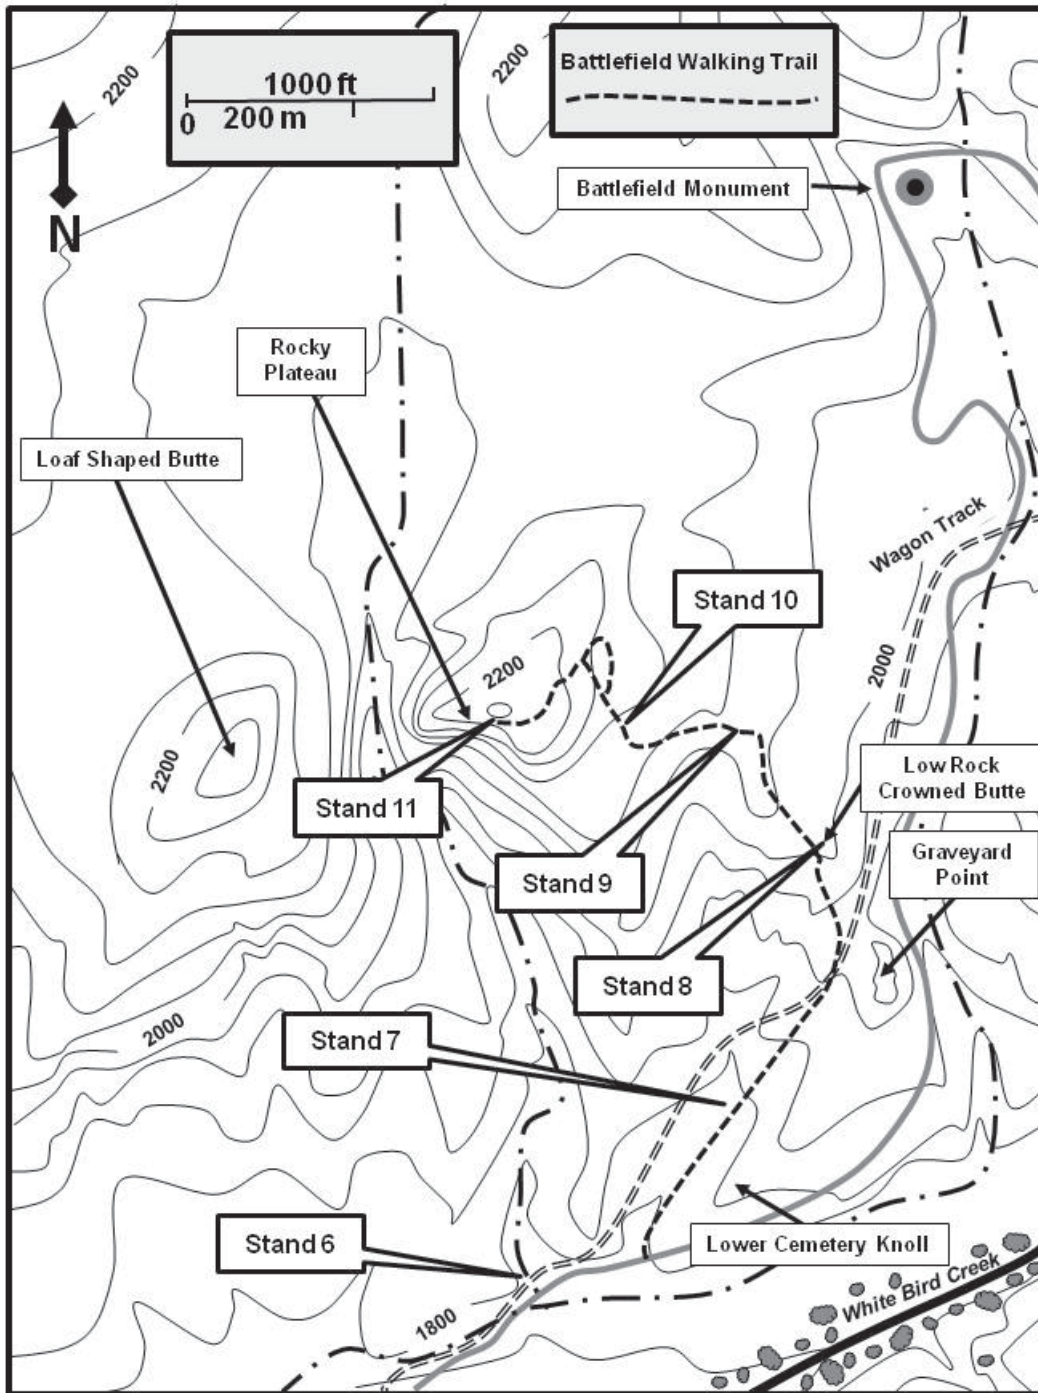 2200
1000 ft
0 200 m
2200
Battlefield Walking Trail
N
Battlefield Monument
Rocky
Plateau
Loaf Shaped Butte
Wagon Track
Stand 10
2200
2000
2200
Low Rock
Crowned Butte
Stand 11
Graveyard
Point
Stand 9
Stand 8
2000
Stand 7
Stand 6
Lower Cemetery Knoll
White Bird Creek
1800